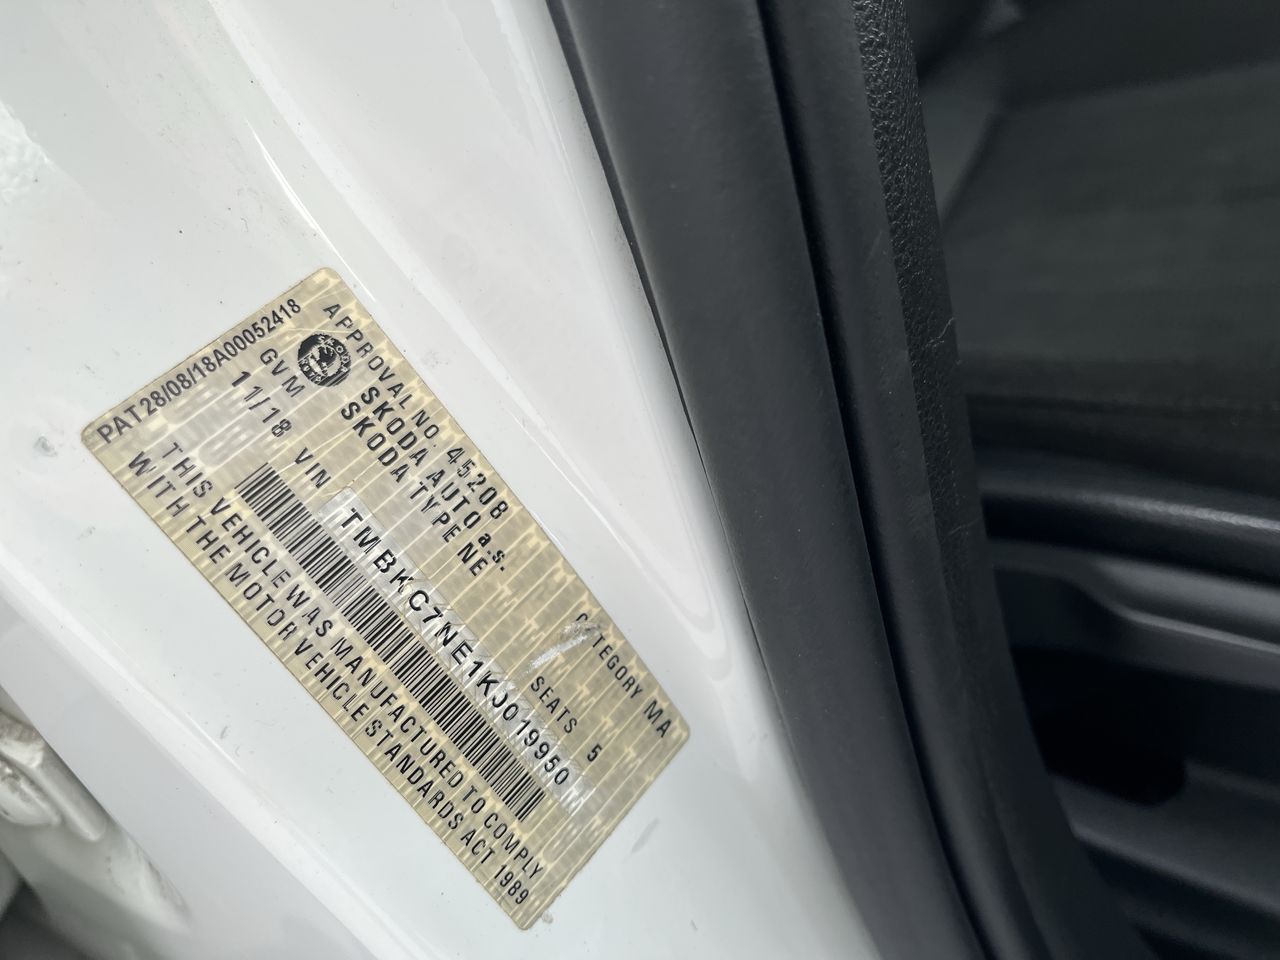 PAT28/08/18A00052418
APPROVAL NO. 45208
SKODA AUTO a.s.
SKODA TYPE NE
CATEGORY MA
GVM
11/18
SEATS 5
VIN TMBKC7NE1KJ019950
THIS VEHICLE WAS MANUFACTURED TO COMPLY
WITH THE MOTOR VEHICLE STANDARDS ACT 1989